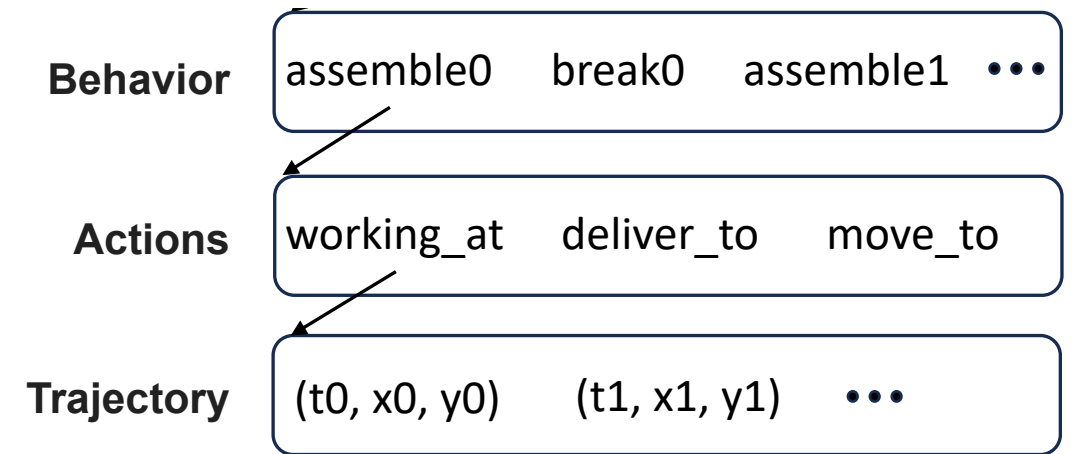 Behavior assemble0 break0 assemble1 •••
Actions working_at deliver_to move_to
Trajectory (t0, x0, y0) (t1, x1, y1) •••